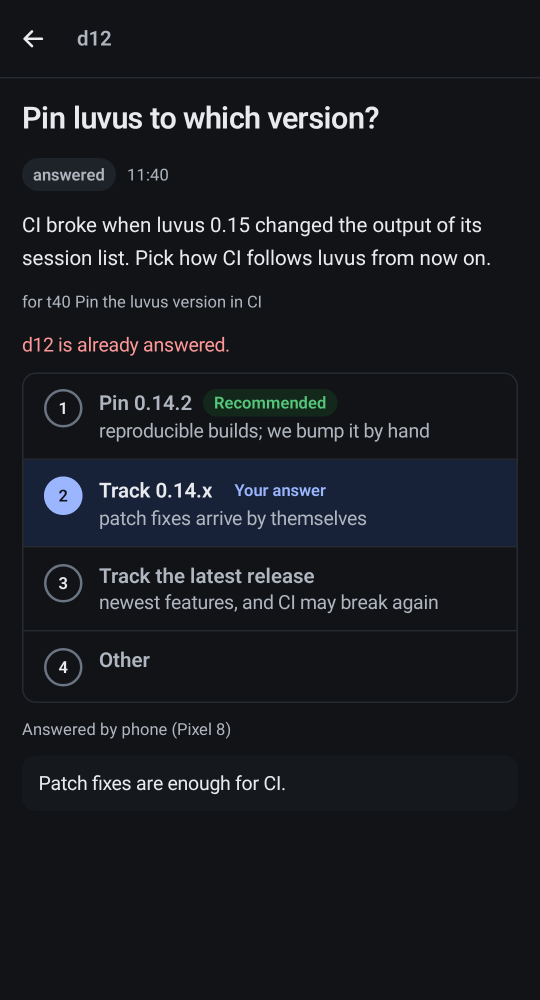 d12
Pin luvus to which version?
answered 11:40
CI broke when luvus 0.15 changed the output of its
session list. Pick how CI follows luvus from now on.
for t40 Pin the luvus version in CI
d12 is already answered.
1 Pin 0.14.2 Recommended
reproducible builds; we bump it by hand
2 Track 0.14.x Your answer
patch fixes arrive by themselves
3 Track the latest release
newest features, and CI may break again
4 Other
Answered by phone (Pixel 8)
Patch fixes are enough for CI.